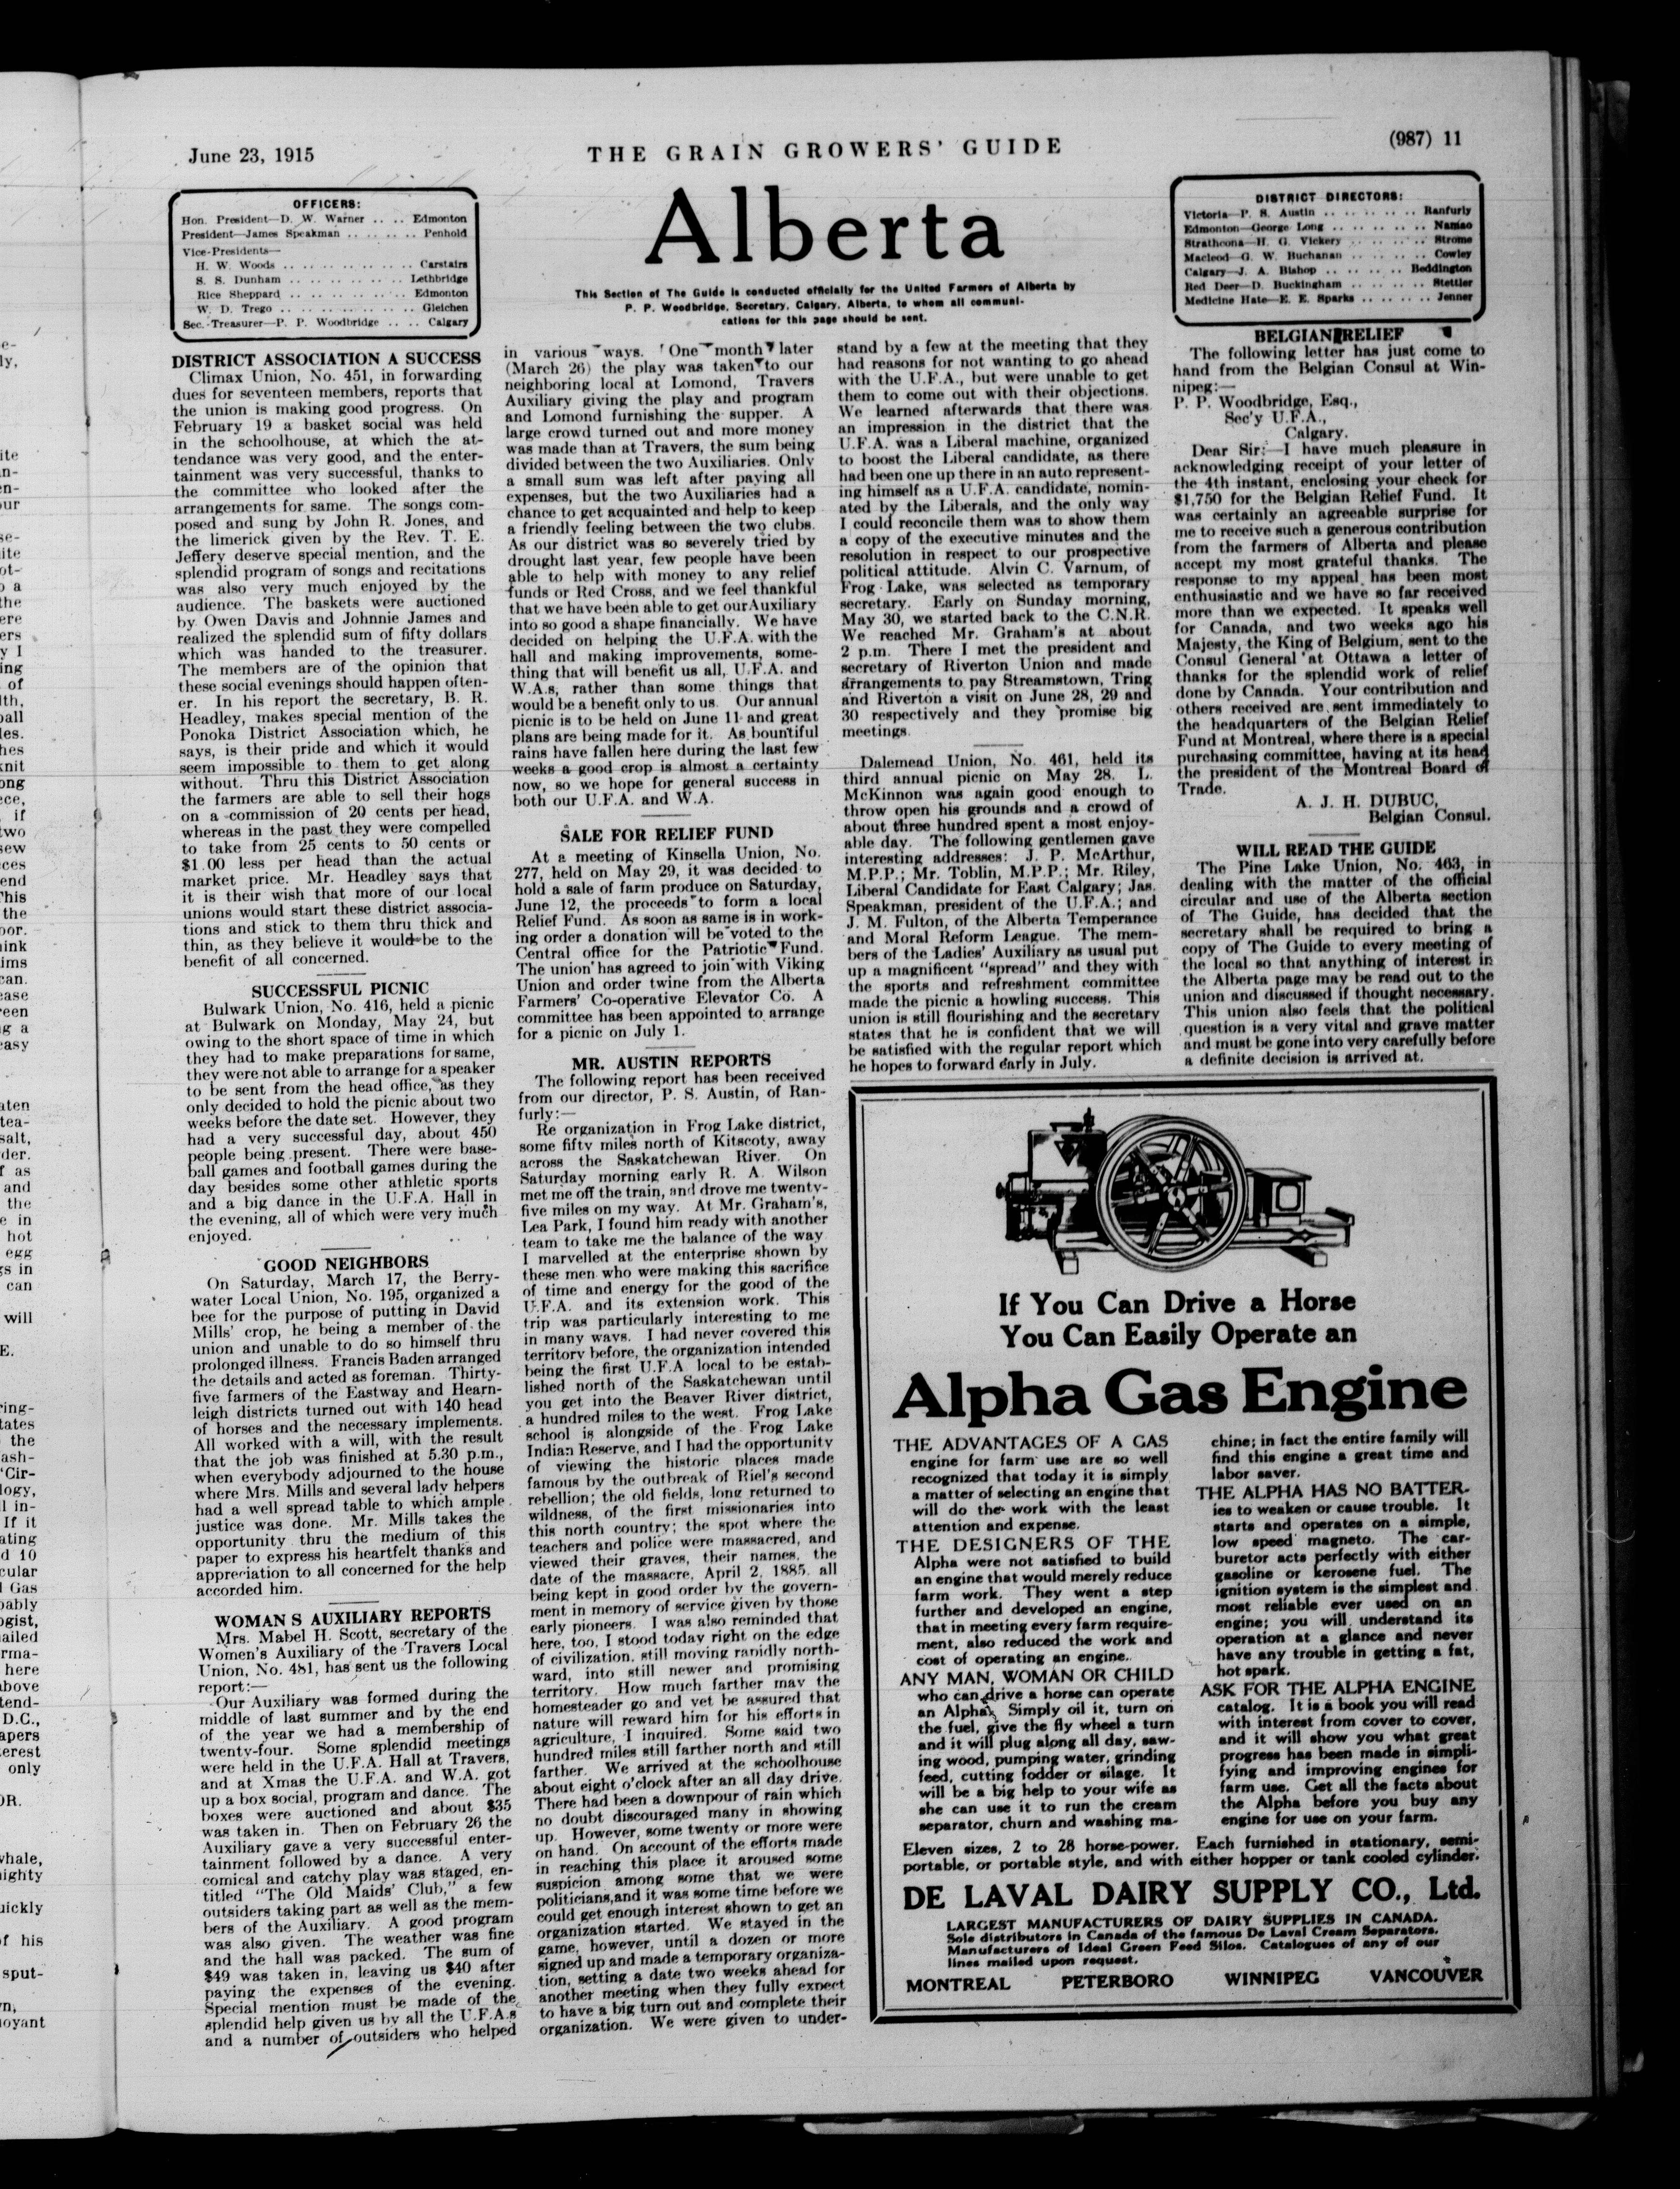 June 23, 1915
THE GRAIN GROWERS' GUIDE
(987) 11
OFFICERS:
Hon. President—D. W. Warner .. .. Edmonton
President—James Speakman .. .. .. .. Penhold
Vice-Presidents—
H. W. Woods .. .. .. .. .. .. .. .. Carstairs
S. S. Dunham .. .. .. .. .. .. .. Lethbridge
Rice Sheppard .. .. .. .. .. .. .. Edmonton
W. D. Trego .. .. .. .. .. .. .. .. Gleichen
Sec.-Treasurer—P. P. Woodbridge .. .. Calgary
Alberta
This Section of The Guide is conducted officially for the United Farmers of Alberta by
P. P. Woodbridge, Secretary, Calgary, Alberta, to whom all communi-
cations for this page should be sent.
DISTRICT DIRECTORS:
Victoria—P. S. Austin .. .. .. .. .. Ranfurly
Edmonton—George Long .. .. .. .. .. Namao
Strathcona—H. G. Vickery .. .. .. .. Strome
Macleod—G. W. Buchanan .. .. .. .. Cowley
Calgary—J. A. Bishop .. .. .. .. Beddington
Red Deer—D. Buckingham .. .. .. .. Stettler
Medicine Hate—E. E. Sparks .. .. .. .. Jenner
DISTRICT ASSOCIATION A SUCCESS
Climax Union, No. 451, in forwarding
dues for seventeen members, reports that
the union is making good progress. On
February 19 a basket social was held
in the schoolhouse, at which the at-
tendance was very good, and the enter-
tainment was very successful, thanks to
the committee who looked after the
arrangements for same. The songs com-
posed and sung by John R. Jones, and
the limerick given by the Rev. T. E.
Jeffery deserve special mention, and the
splendid program of songs and recitations
was also very much enjoyed by the
audience. The baskets were auctioned
by Owen Davis and Johnnie James and
realized the splendid sum of fifty dollars
which was handed to the treasurer.
The members are of the opinion that
these social evenings should happen often-
er. In his report the secretary, B. R.
Headley, makes special mention of the
Ponoka District Association which, he
says, is their pride and which it would
seem impossible to them to get along
without. Thru this District Association
the farmers are able to sell their hogs
on a commission of 20 cents per head,
whereas in the past they were compelled
to take from 25 cents to 50 cents or
$1.00 less per head than the actual
market price. Mr. Headley says that
it is their wish that more of our local
unions would start these district associa-
tions and stick to them thru thick and
thin, as they believe it would be to the
benefit of all concerned.
SUCCESSFUL PICNIC
Bulwark Union, No. 416, held a picnic
at Bulwark on Monday, May 24, but
owing to the short space of time in which
they had to make preparations for same,
they were not able to arrange for a speaker
to be sent from the head office, as they
only decided to hold the picnic about two
weeks before the date set. However, they
had a very successful day, about 450
people being present. There were base-
ball games and football games during the
day besides some other athletic sports
and a big dance in the U.F.A. Hall in
the evening, all of which were very much
enjoyed.
GOOD NEIGHBORS
On Saturday, March 17, the Berry-
water Local Union, No. 195, organized a
bee for the purpose of putting in David
Mills' crop, he being a member of the
union and unable to do so himself thru
prolonged illness. Francis Baden arranged
the details and acted as foreman. Thirty-
five farmers of the Eastway and Hearn-
leigh districts turned out with 140 head
of horses and the necessary implements.
All worked with a will, with the result
that the job was finished at 5.30 p.m.,
when everybody adjourned to the house
where Mrs. Mills and several lady helpers
had a well spread table to which ample
justice was done. Mr. Mills takes the
opportunity thru the medium of this
paper to express his heartfelt thanks and
appreciation to all concerned for the help
accorded him.
WOMAN S AUXILIARY REPORTS
Mrs. Mabel H. Scott, secretary of the
Women's Auxiliary of the Travers Local
Union, No. 481, has sent us the following
report:—
Our Auxiliary was formed during the
middle of last summer and by the end
of the year we had a membership of
twenty-four. Some splendid meetings
were held in the U.F.A. Hall at Travers,
and at Xmas the U.F.A. and W.A. got
up a box social, program and dance. The
boxes were auctioned and about $35
was taken in. Then on February 26 the
Auxiliary gave a very successful enter-
tainment followed by a dance. A very
comical and catchy play was staged, en-
titled "The Old Maids' Club," a few
outsiders taking part as well as the mem-
bers of the Auxiliary. A good program
was also given. The weather was fine
and the hall was packed. The sum of
$49 was taken in, leaving us $40 after
paying the expenses of the evening.
Special mention must be made of the
splendid help given us by all the U.F.A.s
and a number of outsiders who helped
in various ways. One month later
(March 26) the play was taken to our
neighboring local at Lomond, Travers
Auxiliary giving the play and program
and Lomond furnishing the supper. A
large crowd turned out and more money
was made than at Travers, the sum being
divided between the two Auxiliaries. Only
a small sum was left after paying all
expenses, but the two Auxiliaries had a
chance to get acquainted and help to keep
a friendly feeling between the two clubs.
As our district was so severely tried by
drought last year, few people have been
able to help with money to any relief
funds or Red Cross, and we feel thankful
that we have been able to get our Auxiliary
into so good a shape financially. We have
decided on helping the U.F.A. with the
hall and making improvements, some-
thing that will benefit us all, U.F.A. and
W.A.s, rather than some things that
would be a benefit only to us. Our annual
picnic is to be held on June 11 and great
plans are being made for it. As bountiful
rains have fallen here during the last few
weeks a good crop is almost a certainty
now, so we hope for general success in
both our U.F.A. and W.A.
SALE FOR RELIEF FUND
At a meeting of Kinsella Union, No.
277, held on May 29, it was decided to
hold a sale of farm produce on Saturday,
June 12, the proceeds to form a local
Relief Fund. As soon as same is in work-
ing order a donation will be voted to the
Central office for the Patriotic Fund.
The union has agreed to join with Viking
Union and order twine from the Alberta
Farmers' Co-operative Elevator Co. A
committee has been appointed to arrange
for a picnic on July 1.
MR. AUSTIN REPORTS
The following report has been received
from our director, P. S. Austin, of Ran-
furly:—
Re organization in Frog Lake district,
some fifty miles north of Kitscoty, away
across the Saskatchewan River. On
Saturday morning early R. A. Wilson
met me off the train, and drove me twenty-
five miles on my way. At Mr. Graham's,
Lea Park, I found him ready with another
team to take me the balance of the way
I marvelled at the enterprise shown by
these men who were making this sacrifice
of time and energy for the good of the
U.F.A. and its extension work. This
trip was particularly interesting to me
in many ways. I had never covered this
territory before, the organization intended
being the first U.F.A. local to be estab-
lished north of the Saskatchewan until
you get into the Beaver River district,
a hundred miles to the west. Frog Lake
school is alongside of the Frog Lake
Indian Reserve, and I had the opportunity
of viewing the historic places made
famous by the outbreak of Riel's second
rebellion; the old fields, long returned to
wildness, of the first missionaries into
this north country; the spot where the
teachers and police were massacred, and
viewed their graves, their names, the
date of the massacre, April 2, 1885, all
being kept in good order by the govern-
ment in memory of service given by those
early pioneers. I was also reminded that
here, too, I stood today right on the edge
of civilization, still moving rapidly north-
ward, into still newer and promising
territory. How much farther may the
homesteader go and yet be assured that
nature will reward him for his efforts in
agriculture, I inquired. Some said two
hundred miles still farther north and still
farther. We arrived at the schoolhouse
about eight o'clock after an all day drive.
There had been a downpour of rain which
no doubt discouraged many in showing
up. However, some twenty or more were
on hand. On account of the efforts made
in reaching this place it aroused some
suspicion among some that we were
politicians, and it was some time before we
could get enough interest shown to get an
organization started. We stayed in the
game, however, until a dozen or more
signed up and made a temporary organiza-
tion, setting a date two weeks ahead for
another meeting when they fully expect
to have a big turn out and complete their
organization. We were given to under-
stand by a few at the meeting that they
had reasons for not wanting to go ahead
with the U.F.A., but were unable to get
them to come out with their objections.
We learned afterwards that there was
an impression in the district that the
U.F.A. was a Liberal machine, organized
to boost the Liberal candidate, as there
had been one up there in an auto represent-
ing himself as a U.F.A. candidate, nomin-
ated by the Liberals, and the only way
I could reconcile them was to show them
a copy of the executive minutes and the
resolution in respect to our prospective
political attitude. Alvin C. Varnum, of
Frog Lake, was selected as temporary
secretary. Early on Sunday morning,
May 30, we started back to the C.N.R.
We reached Mr. Graham's at about
2 p.m. There I met the president and
secretary of Riverton Union and made
arrangements to pay Streamstown, Tring
and Riverton a visit on June 28, 29 and
30 respectively and they promise big
meetings.
Dalemead Union, No. 461, held its
third annual picnic on May 28. L.
McKinnon was again good enough to
throw open his grounds and a crowd of
about three hundred spent a most enjoy-
able day. The following gentlemen gave
interesting addresses: J. P. McArthur,
M.P.P.; Mr. Toblin, M.P.P.; Mr. Riley,
Liberal Candidate for East Calgary; Jas.
Speakman, president of the U.F.A.; and
J. M. Fulton, of the Alberta Temperance
and Moral Reform League. The mem-
bers of the Ladies' Auxiliary as usual put
up a magnificent "spread" and they with
the sports and refreshment committee
made the picnic a howling success. This
union is still flourishing and the secretary
states that he is confident that we will
be satisfied with the regular report which
he hopes to forward early in July.
BELGIAN RELIEF
The following letter has just come to
hand from the Belgian Consul at Win-
nipeg:—
P. P. Woodbridge, Esq.,
Sec'y U.F.A.,
Calgary.
Dear Sir:—I have much pleasure in
acknowledging receipt of your letter of
the 4th instant, enclosing your check for
$1,750 for the Belgian Relief Fund. It
was certainly an agreeable surprise for
me to receive such a generous contribution
from the farmers of Alberta and please
accept my most grateful thanks. The
response to my appeal has been most
enthusiastic and we have so far received
more than we expected. It speaks well
for Canada, and two weeks ago his
Majesty, the King of Belgium, sent to the
Consul General at Ottawa a letter of
thanks for the splendid work of relief
done by Canada. Your contribution and
others received are sent immediately to
the headquarters of the Belgian Relief
Fund at Montreal, where there is a special
purchasing committee, having at its head
the president of the Montreal Board of
Trade.
A. J. H. DUBUC,
Belgian Consul.
WILL READ THE GUIDE
The Pine Lake Union, No. 463, in
dealing with the matter of the official
circular and use of the Alberta section
of The Guide, has decided that the
secretary shall be required to bring a
copy of The Guide to every meeting of
the local so that anything of interest in
the Alberta page may be read out to the
union and discussed if thought necessary.
This union also feels that the political
question is a very vital and grave matter
and must be gone into very carefully before
a definite decision is arrived at.
If You Can Drive a Horse
You Can Easily Operate an
Alpha Gas Engine
THE ADVANTAGES OF A GAS
engine for farm use are so well
recognized that today it is simply
a matter of selecting an engine that
will do the work with the least
attention and expense.
THE DESIGNERS OF THE
Alpha were not satisfied to build
an engine that would merely reduce
farm work. They went a step
further and developed an engine,
that in meeting every farm require-
ment, also reduced the work and
cost of operating an engine.
ANY MAN, WOMAN OR CHILD
who can drive a horse can operate
an Alpha. Simply oil it, turn on
the fuel, give the fly wheel a turn
and it will plug along all day, saw-
ing wood, pumping water, grinding
feed, cutting fodder or silage. It
will be a big help to your wife as
she can use it to run the cream
separator, churn and washing ma-
chine; in fact the entire family will
find this engine a great time and
labor saver.
THE ALPHA HAS NO BATTER-
ies to weaken or cause trouble. It
starts and operates on a simple,
low speed magneto. The car-
buretor acts perfectly with either
gasoline or kerosene fuel. The
ignition system is the simplest and
most reliable ever used on an
engine; you will understand its
operation at a glance and never
have any trouble in getting a fat,
hot spark.
ASK FOR THE ALPHA ENGINE
catalog. It is a book you will read
with interest from cover to cover,
and it will show you what great
progress has been made in simpli-
fying and improving engines for
farm use. Get all the facts about
the Alpha before you buy any
engine for use on your farm.
Eleven sizes, 2 to 28 horse-power. Each furnished in stationary, semi-
portable, or portable style, and with either hopper or tank cooled cylinder.
DE LAVAL DAIRY SUPPLY CO., Ltd.
LARGEST MANUFACTURERS OF DAIRY SUPPLIES IN CANADA.
Sole distributors in Canada of the famous De Laval Cream Separators.
Manufacturers of Ideal Green Feed Silos. Catalogues of any of our
lines mailed upon request.
MONTREAL PETERBORO WINNIPEG VANCOUVER